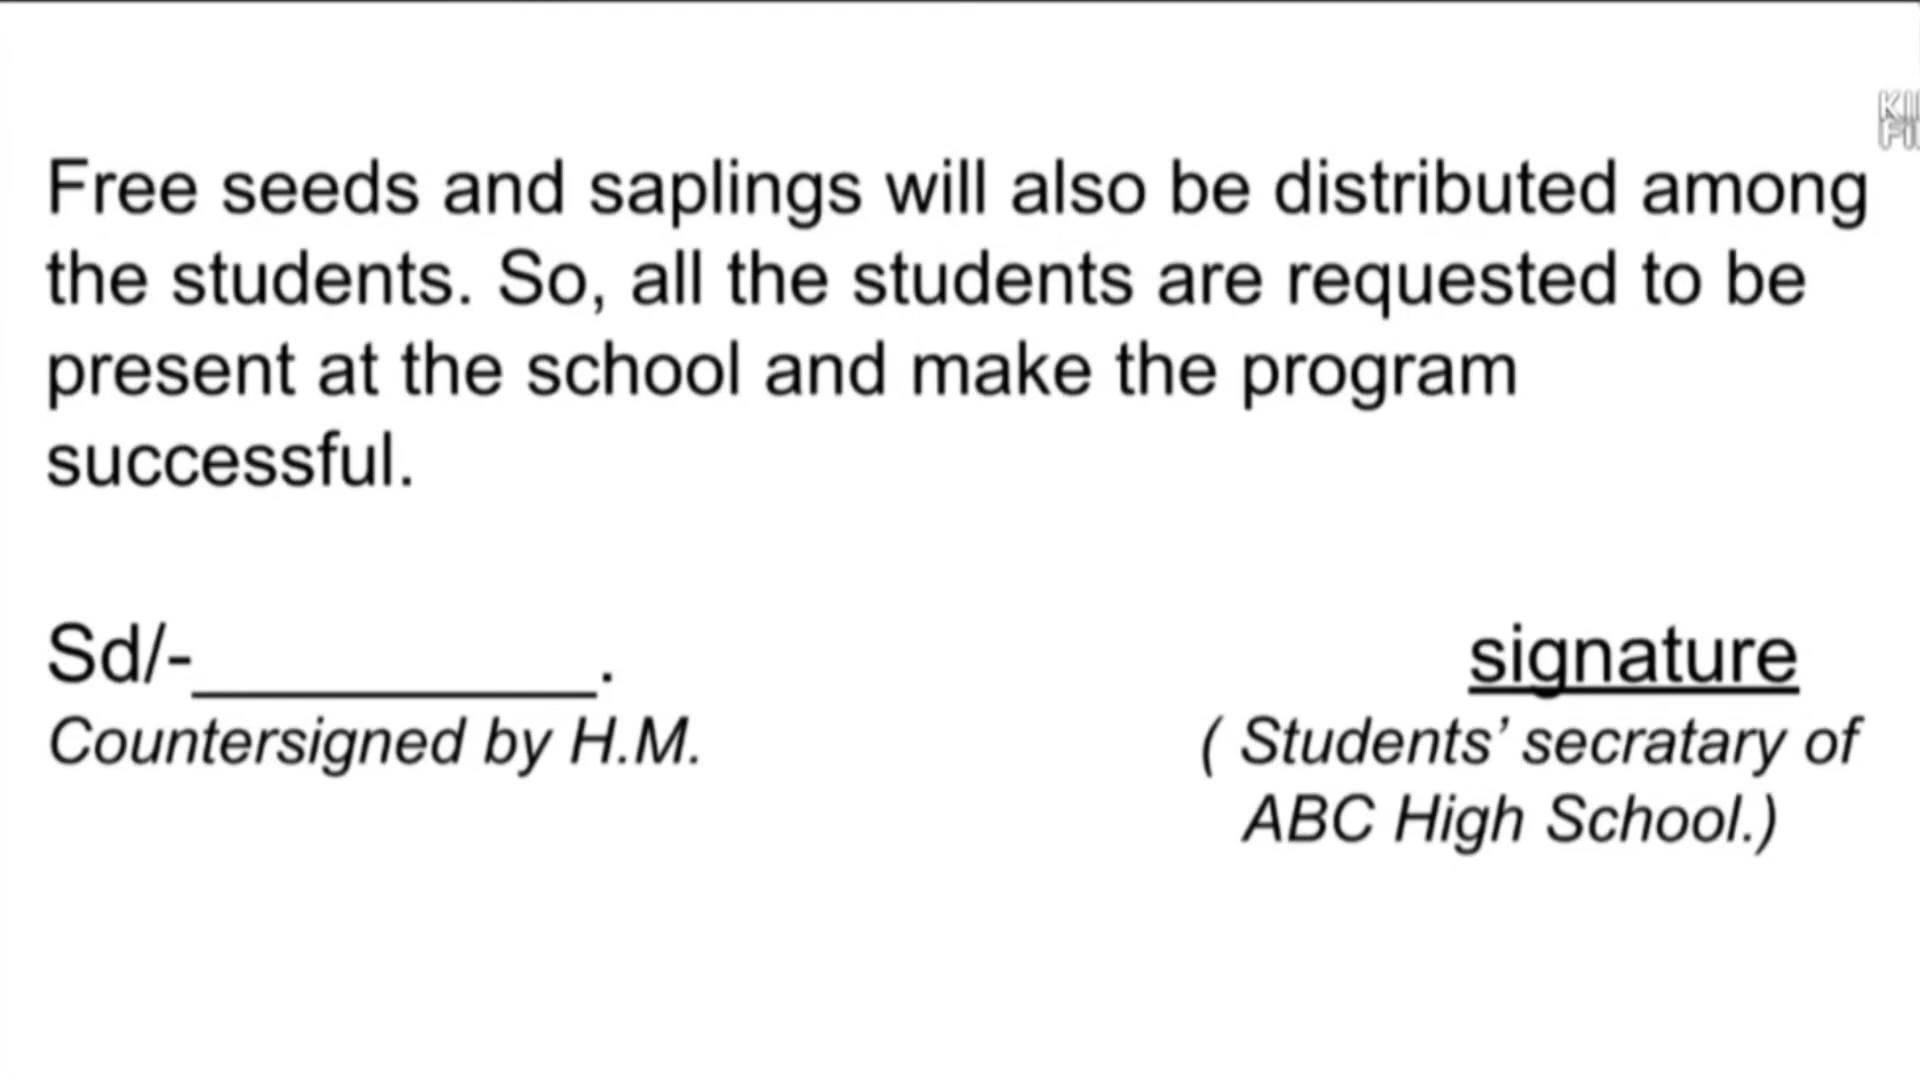 Free seeds and saplings will also be distributed among
the students. So, all the students are requested to be
present at the school and make the program
successful.
Sd/-__________.
signature
Countersigned by H.M.
( Students’ secratary of
ABC High School.)